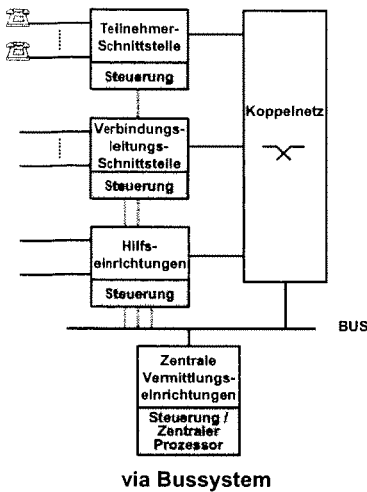 Teilnehmer-
Schnittstelle
Steuerung
Koppelnetz
Verbindungs-
leitungs-
Schnittstelle
Steuerung
Hilfs-
einrichtungen
Steuerung
BUS
Zentrale
Vermittlungs-
einrichtungen
Steuerung /
Zentraler
Prozessor
via Bussystem